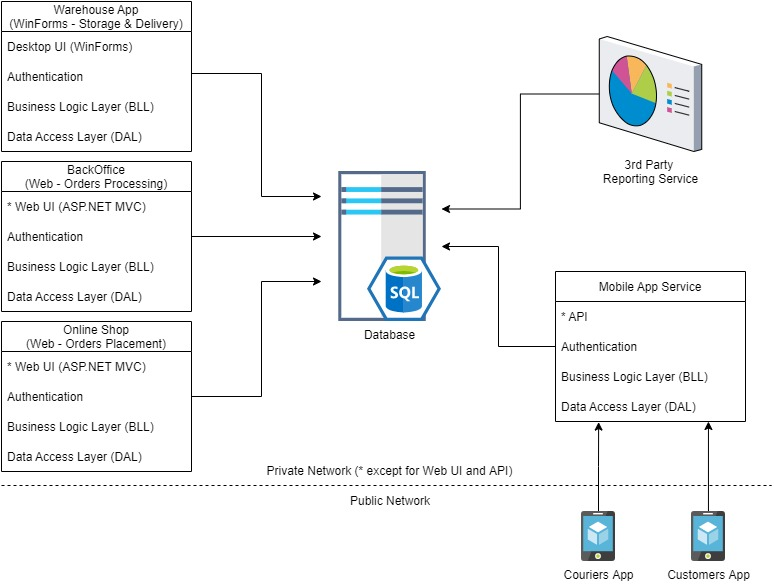 Warehouse App
(WinForms - Storage & Delivery)
Desktop UI (WinForms)
Authentication
Business Logic Layer (BLL)
Data Access Layer (DAL)
BackOffice
(Web - Orders Processing)
* Web UI (ASP.NET MVC)
Authentication
Business Logic Layer (BLL)
Data Access Layer (DAL)
Online Shop
(Web - Orders Placement)
* Web UI (ASP.NET MVC)
Authentication
Business Logic Layer (BLL)
Data Access Layer (DAL)
SQL
Database
3rd Party
Reporting Service
Mobile App Service
* API
Authentication
Business Logic Layer (BLL)
Data Access Layer (DAL)
Private Network (* except for Web UI and API)
Public Network
Couriers App
Customers App